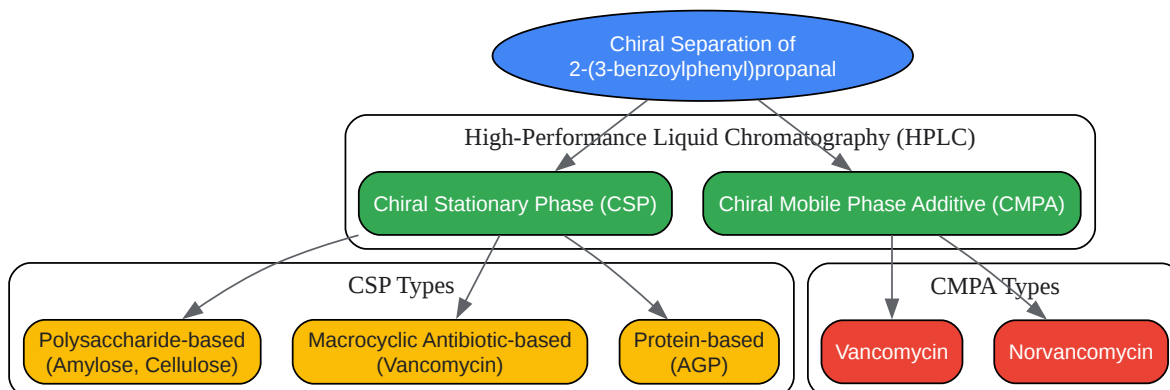 Chiral Separation of
2-(3-benzoylphenyl)propanal
High-Performance Liquid Chromatography (HPLC)
Chiral Stationary Phase (CSP)
Chiral Mobile Phase Additive (CMPA)
CSP Types
Polysaccharide-based
(Amylose, Cellulose)
Macrocyclic Antibiotic-based
(Vancomycin)
Protein-based
(AGP)
CMPA Types
Vancomycin
Norvancomycin